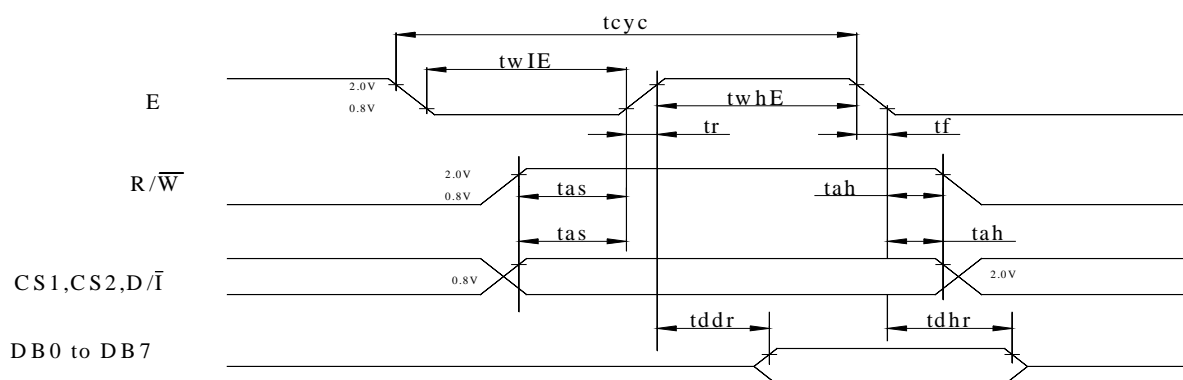 tcyc
twIE
E
2.0V
0.8V
twhE
tr
tf
R/W̅
2.0V
0.8V
tas
tah
tas
tah
CS1,CS2,D/I̅
0.8V
2.0V
tddr
tdhr
DB0 to DB7